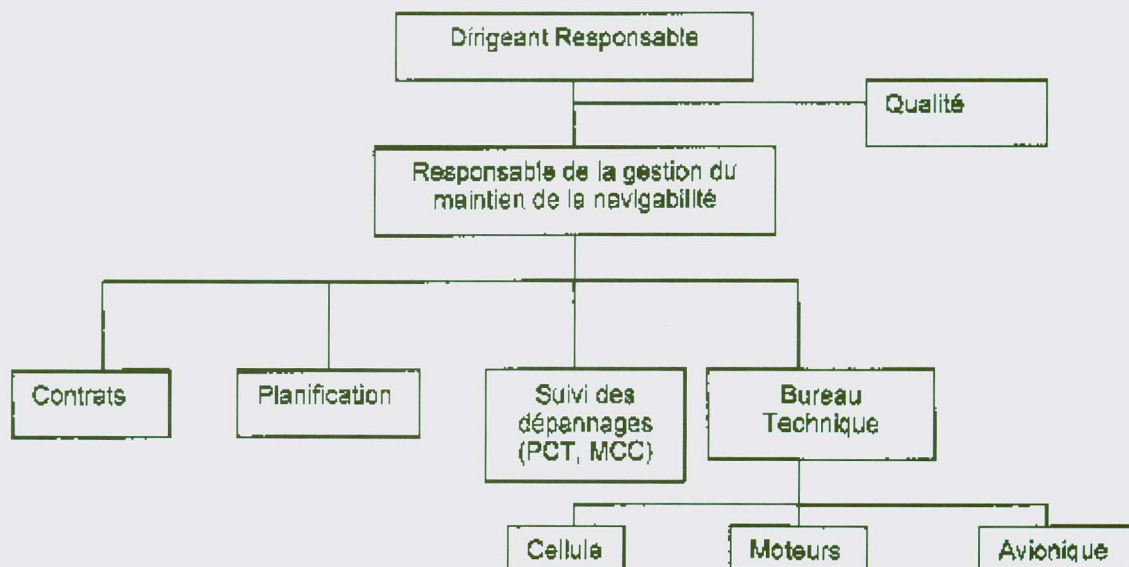 Dirigeant Responsable
Qualité
Responsable de la gestion du
maintien de la navigabilité
Contrats
Planification
Suivi des
dépannages
(PCT, MCC)
Bureau
Technique
Cellule
Moteurs
Avionique